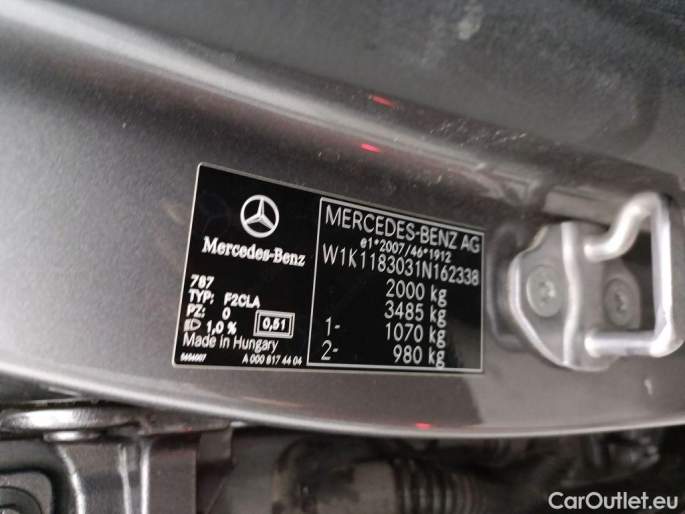 Mercedes-Benz
787
TYP: F2CLA
PZ: 0
1,0 % 0,51
Made in Hungary
A 000 817 44 04
MERCEDES-BENZ AG
e1*2007/46*1912
W1K1183031N162338
2000 kg
3485 kg
1- 1070 kg
2- 980 kg
CarOutlet.eu